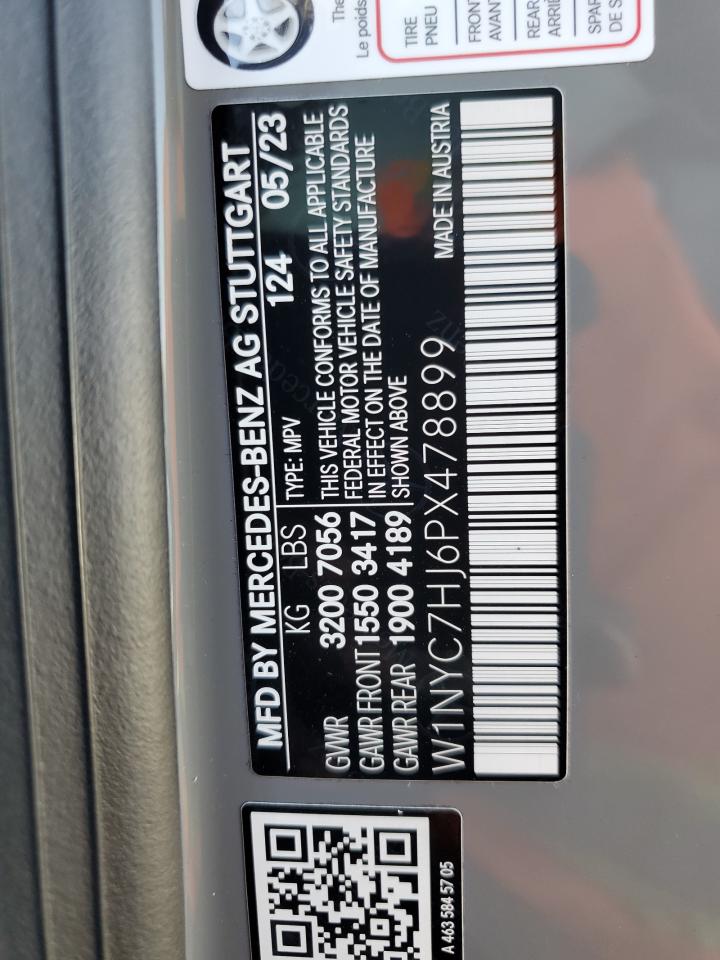 The
Le poids
TIRE
PNEU
FRONT
AVANT
REAR
MFD BY MERCEDES-BENZ AG STUTTGART
124 05/23
KG LBS
TYPE: MPV
GVWR 3200 7056
GAWR FRONT 1550 3417
GAWR REAR 1900 4189
THIS VEHICLE CONFORMS TO ALL APPLICABLE
FEDERAL MOTOR VEHICLE SAFETY STANDARDS
IN EFFECT ON THE DATE OF MANUFACTURE
SHOWN ABOVE
MADE IN AUSTRIA
W1NYC7HJ6PX478899
A 463 584 57 05